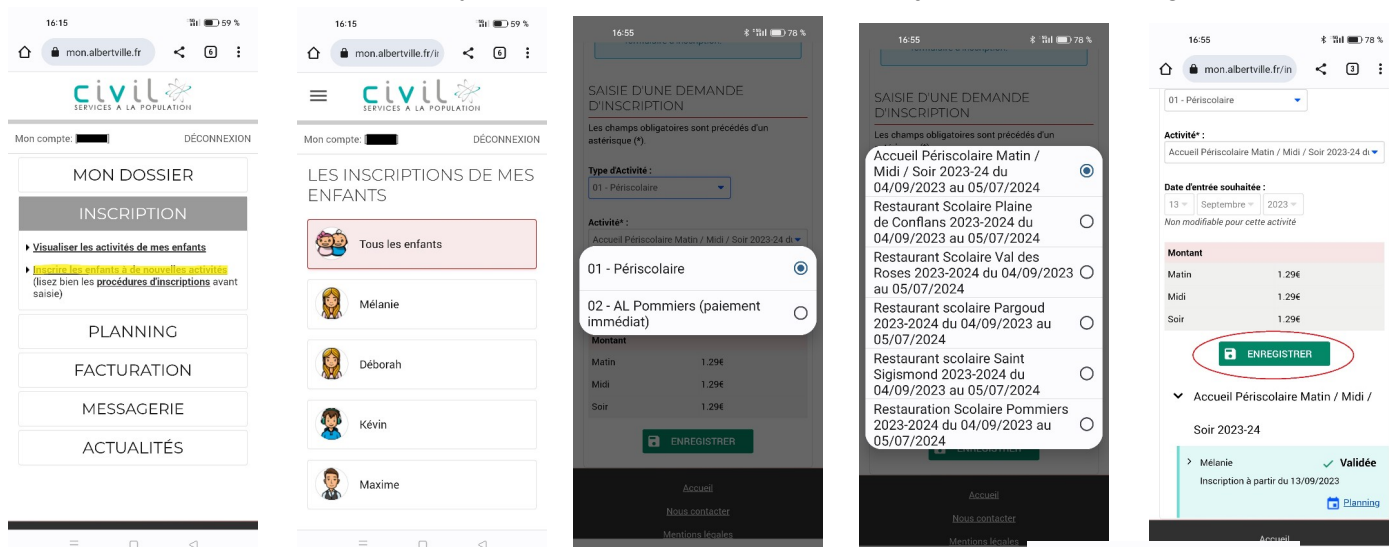 16:15
59 %
mon.albertville.fr
6
civil
SERVICES A LA POPULATION
Mon compte: [ ]
DÉCONNEXION
MON DOSSIER
INSCRIPTION
Visualiser les activités de mes enfants
Inscrire les enfants à de nouvelles activités
(lisez bien les procédures d'inscriptions avant
saisie)
PLANNING
FACTURATION
MESSAGERIE
ACTUALITÉS
16:15
59 %
mon.albertville.fr/ir
6
civil
SERVICES A LA POPULATION
Mon compte: [ ]
DÉCONNEXION
LES INSCRIPTIONS DE MES
ENFANTS
Tous les enfants
Mélanie
Déborah
Kévin
Maxime
16:55
78 %
formulaire d'inscription.
SAISIE D'UNE DEMANDE
D'INSCRIPTION
Les champs obligatoires sont précédés d'un
astérisque (*).
Type d'Activité :
01 - Périscolaire
Activité* :
Accueil Périscolaire Matin / Midi / Soir 2023-24 di
01 - Périscolaire
02 - AL Pommiers (paiement
immédiat)
Montant
Matin 1.29€
Midi 1.29€
Soir 1.29€
ENREGISTRER
Accueil
Nous contacter
Mentions légales
16:55
78 %
SAISIE D'UNE DEMANDE
D'INSCRIPTION
Les champs obligatoires sont précédés d'un
Accueil Périscolaire Matin /
Midi / Soir 2023-24 du
04/09/2023 au 05/07/2024
Restaurant Scolaire Plaine
de Conflans 2023-2024 du
04/09/2023 au 05/07/2024
Restaurant Scolaire Val des
Roses 2023-2024 du 04/09/2023
au 05/07/2024
Restaurant scolaire Pargoud
2023-2024 du 04/09/2023 au
05/07/2024
Restaurant scolaire Saint
Sigismond 2023-2024 du
04/09/2023 au 05/07/2024
Restauration Scolaire Pommiers
2023-2024 du 04/09/2023 au
05/07/2024
Accueil
Nous contacter
Mentions légales
16:55
78 %
mon.albertville.fr/in
3
01 - Périscolaire
Activité* :
Accueil Périscolaire Matin / Midi / Soir 2023-24 di
Date d'entrée souhaitée :
13 Septembre 2023
Non modifiable pour cette activité
Montant
Matin 1.29€
Midi 1.29€
Soir 1.29€
ENREGISTRER
Accueil Périscolaire Matin / Midi /
Soir 2023-24
Mélanie Validée
Inscription à partir du 13/09/2023
Planning
Accueil